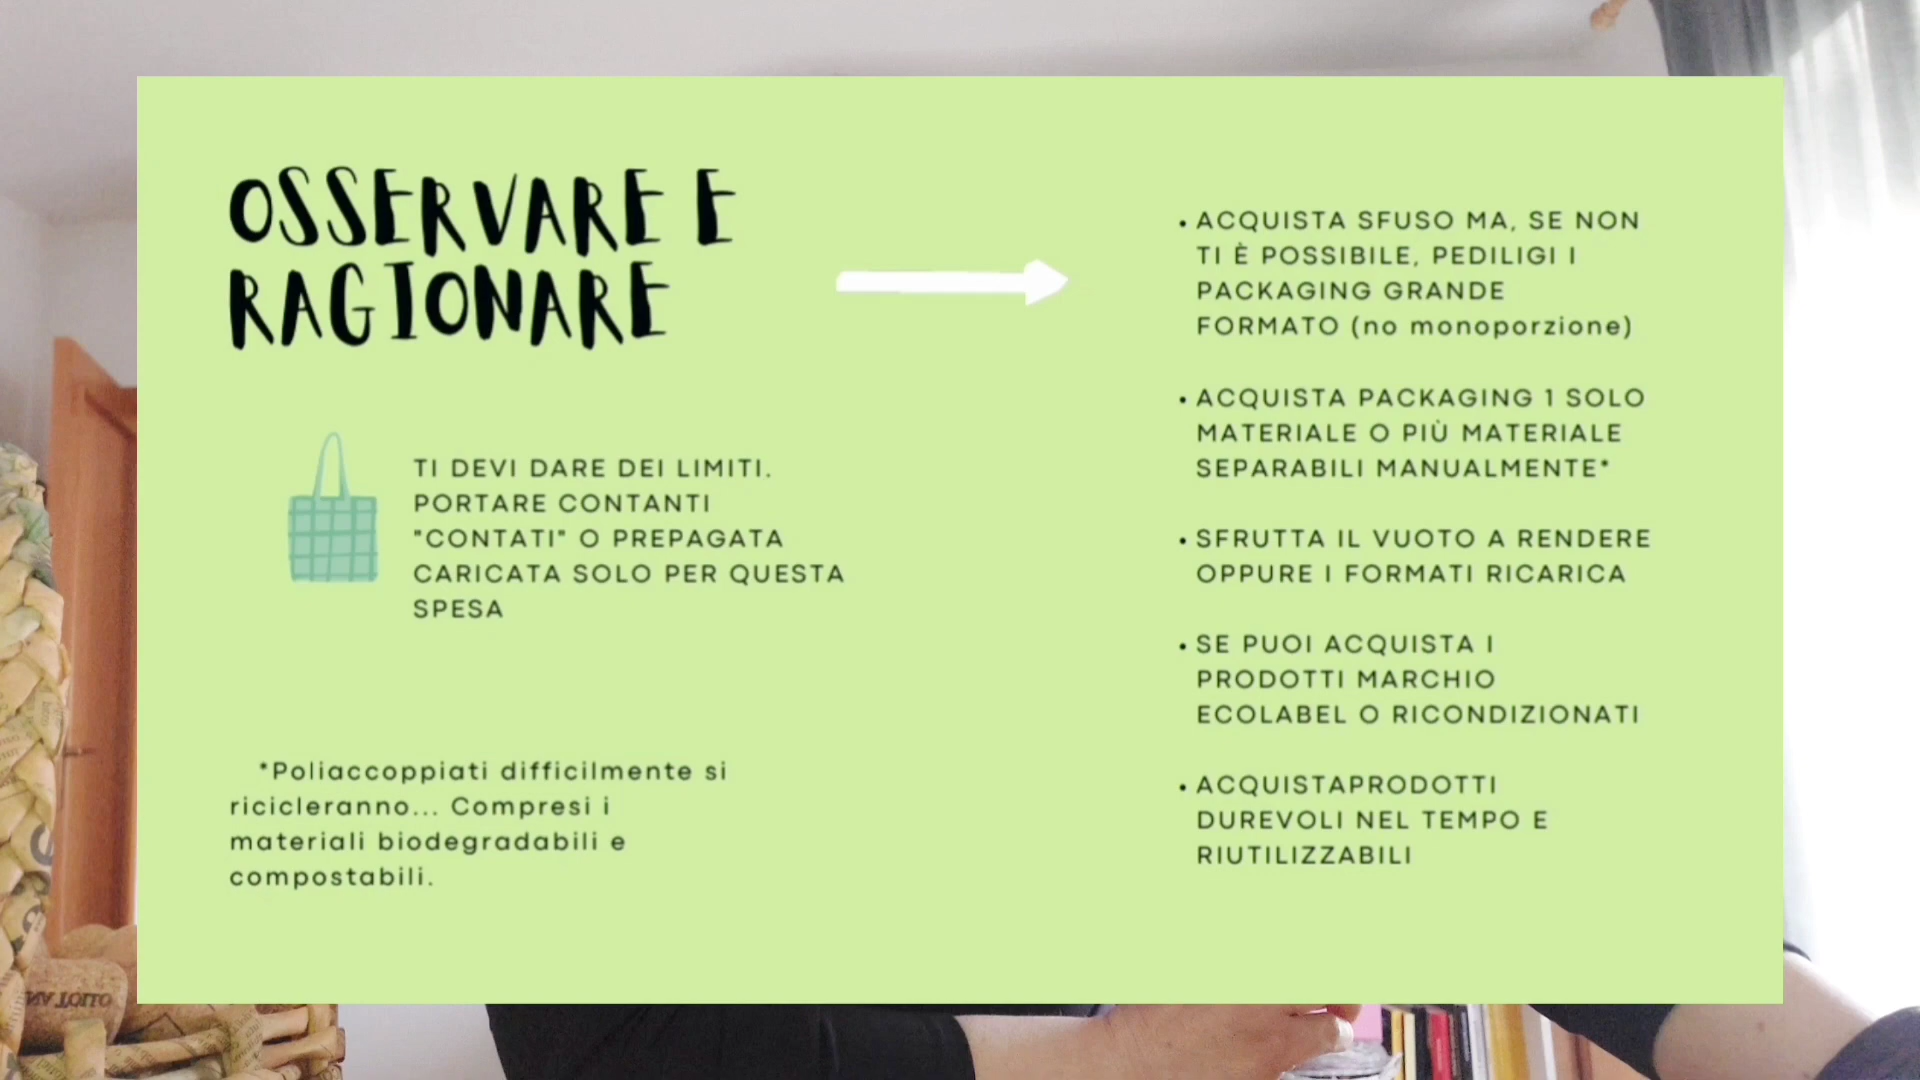 OSSERVARE E
RAGIONARE
TI DEVI DARE DEI LIMITI.
PORTARE CONTANTI
"CONTATI" O PREPAGATA
CARICATA SOLO PER QUESTA
SPESA
*Poliaccoppiati difficilmente si
ricicleranno... Compresi i
materiali biodegradabili e
compostabili.
• ACQUISTA SFUSO MA, SE NON
TI È POSSIBILE, PEDILIGI I
PACKAGING GRANDE
FORMATO (no monoporzione)
• ACQUISTA PACKAGING 1 SOLO
MATERIALE O PIÙ MATERIALE
SEPARABILI MANUALMENTE*
• SFRUTTA IL VUOTO A RENDERE
OPPURE I FORMATI RICARICA
• SE PUOI ACQUISTA I
PRODOTTI MARCHIO
ECOLABEL O RICONDIZIONATI
• ACQUISTAPRODOTTI
DUREVOLI NEL TEMPO E
RIUTILIZZABILI